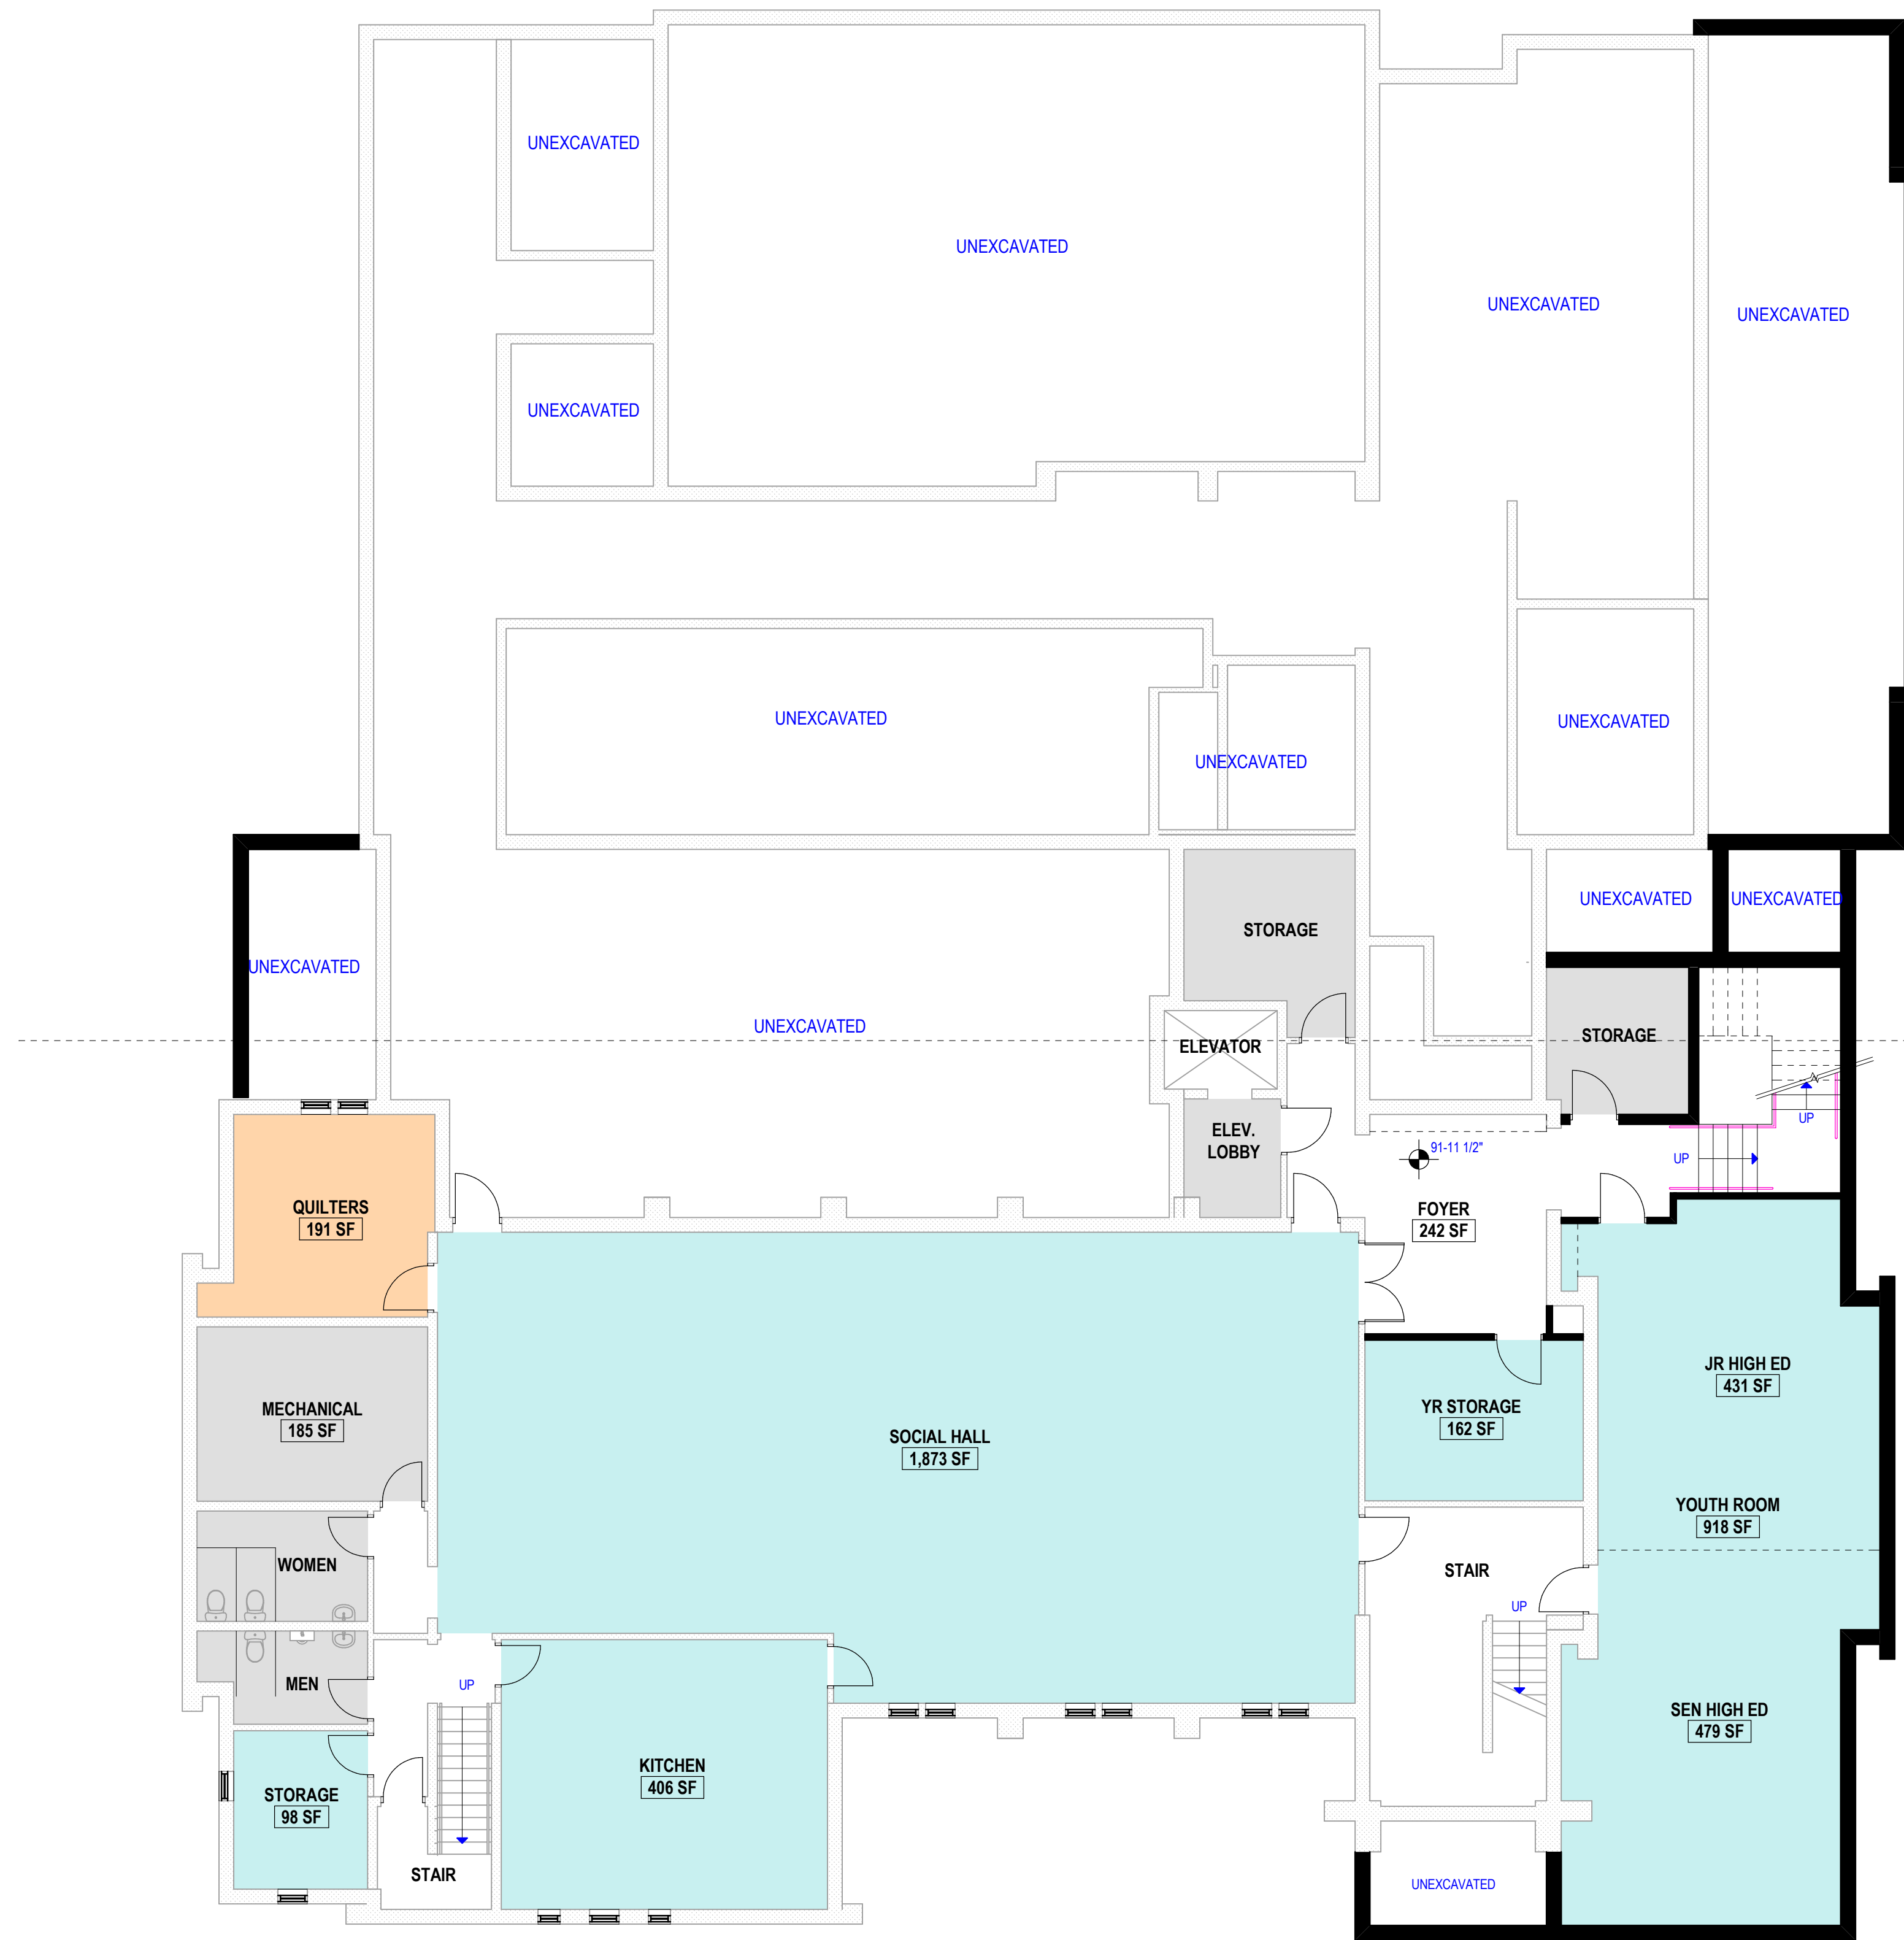 UNEXCAVATED
UNEXCAVATED
UNEXCAVATED
UNEXCAVATED
UNEXCAVATED
UNEXCAVATED
UNEXCAVATED
UNEXCAVATED
UNEXCAVATED
UNEXCAVATED
STORAGE
UNEXCAVATED
UNEXCAVATED
UNEXCAVATED
STORAGE
ELEVATOR
UP
ELEV.
LOBBY
91-11 1/2"
UP
QUILTERS
191 SF
FOYER
242 SF
JR HIGH ED
431 SF
MECHANICAL
185 SF
YR STORAGE
162 SF
SOCIAL HALL
1,873 SF
YOUTH ROOM
918 SF
WOMEN
STAIR
UP
MEN
UP
SEN HIGH ED
479 SF
KITCHEN
406 SF
STORAGE
98 SF
STAIR
UNEXCAVATED